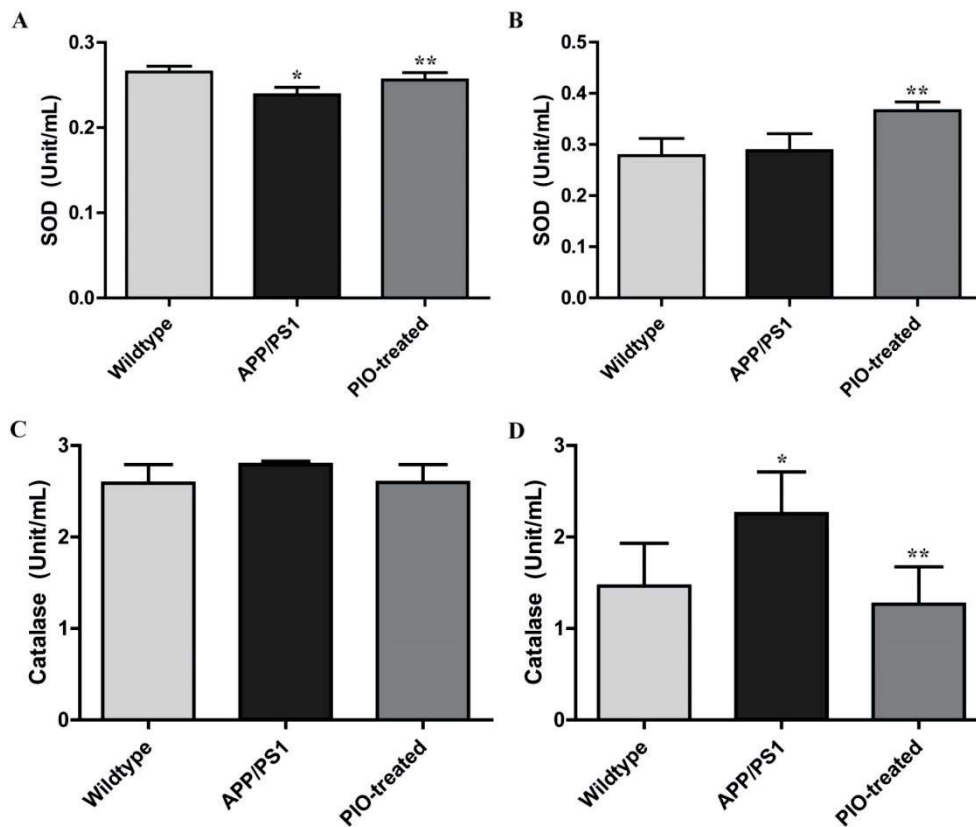 A
SOD (Unit/mL)
0.3
0.2
0.1
0.0
*
**
Wildtype
APP/PS1
PIO-treated
B
SOD (Unit/mL)
0.5
0.4
0.3
0.2
0.1
0.0
**
Wildtype
APP/PS1
PIO-treated
C
Catalase (Unit/mL)
3
2
1
0
Wildtype
APP/PS1
PIO-treated
D
Catalase (Unit/mL)
3
2
1
0
*
**
Wildtype
APP/PS1
PIO-treated